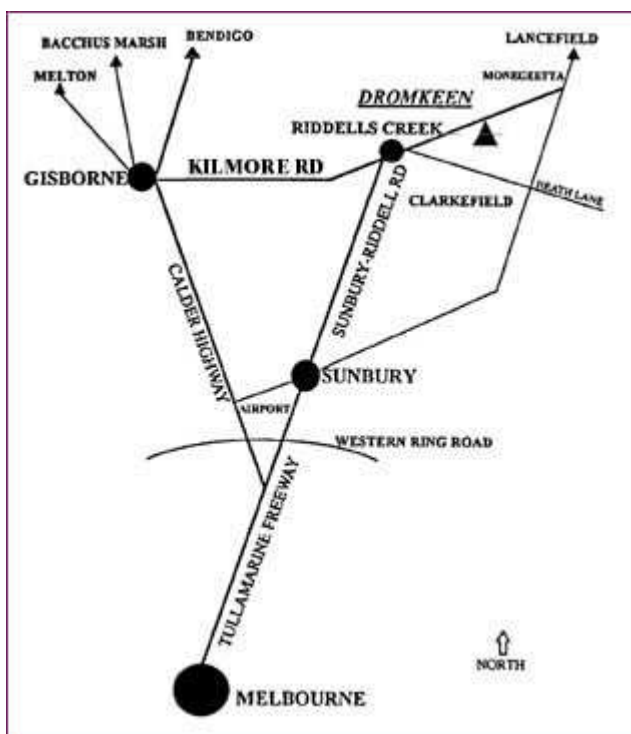 BENDIGO
BACCHUS MARSH
LANCEFIELD
MELTON
MONEGEETTA
DROMKEEN
RIDDELLS CREEK
KILMORE RD
GISBORNE
HEATH LANE
CLARKEFIELD
SUNBURY-RIDDELL RD
CALDER HIGHWAY
SUNBURY
AIRPORT
WESTERN RING ROAD
TULLAMARINE FREEWAY
NORTH
MELBOURNE